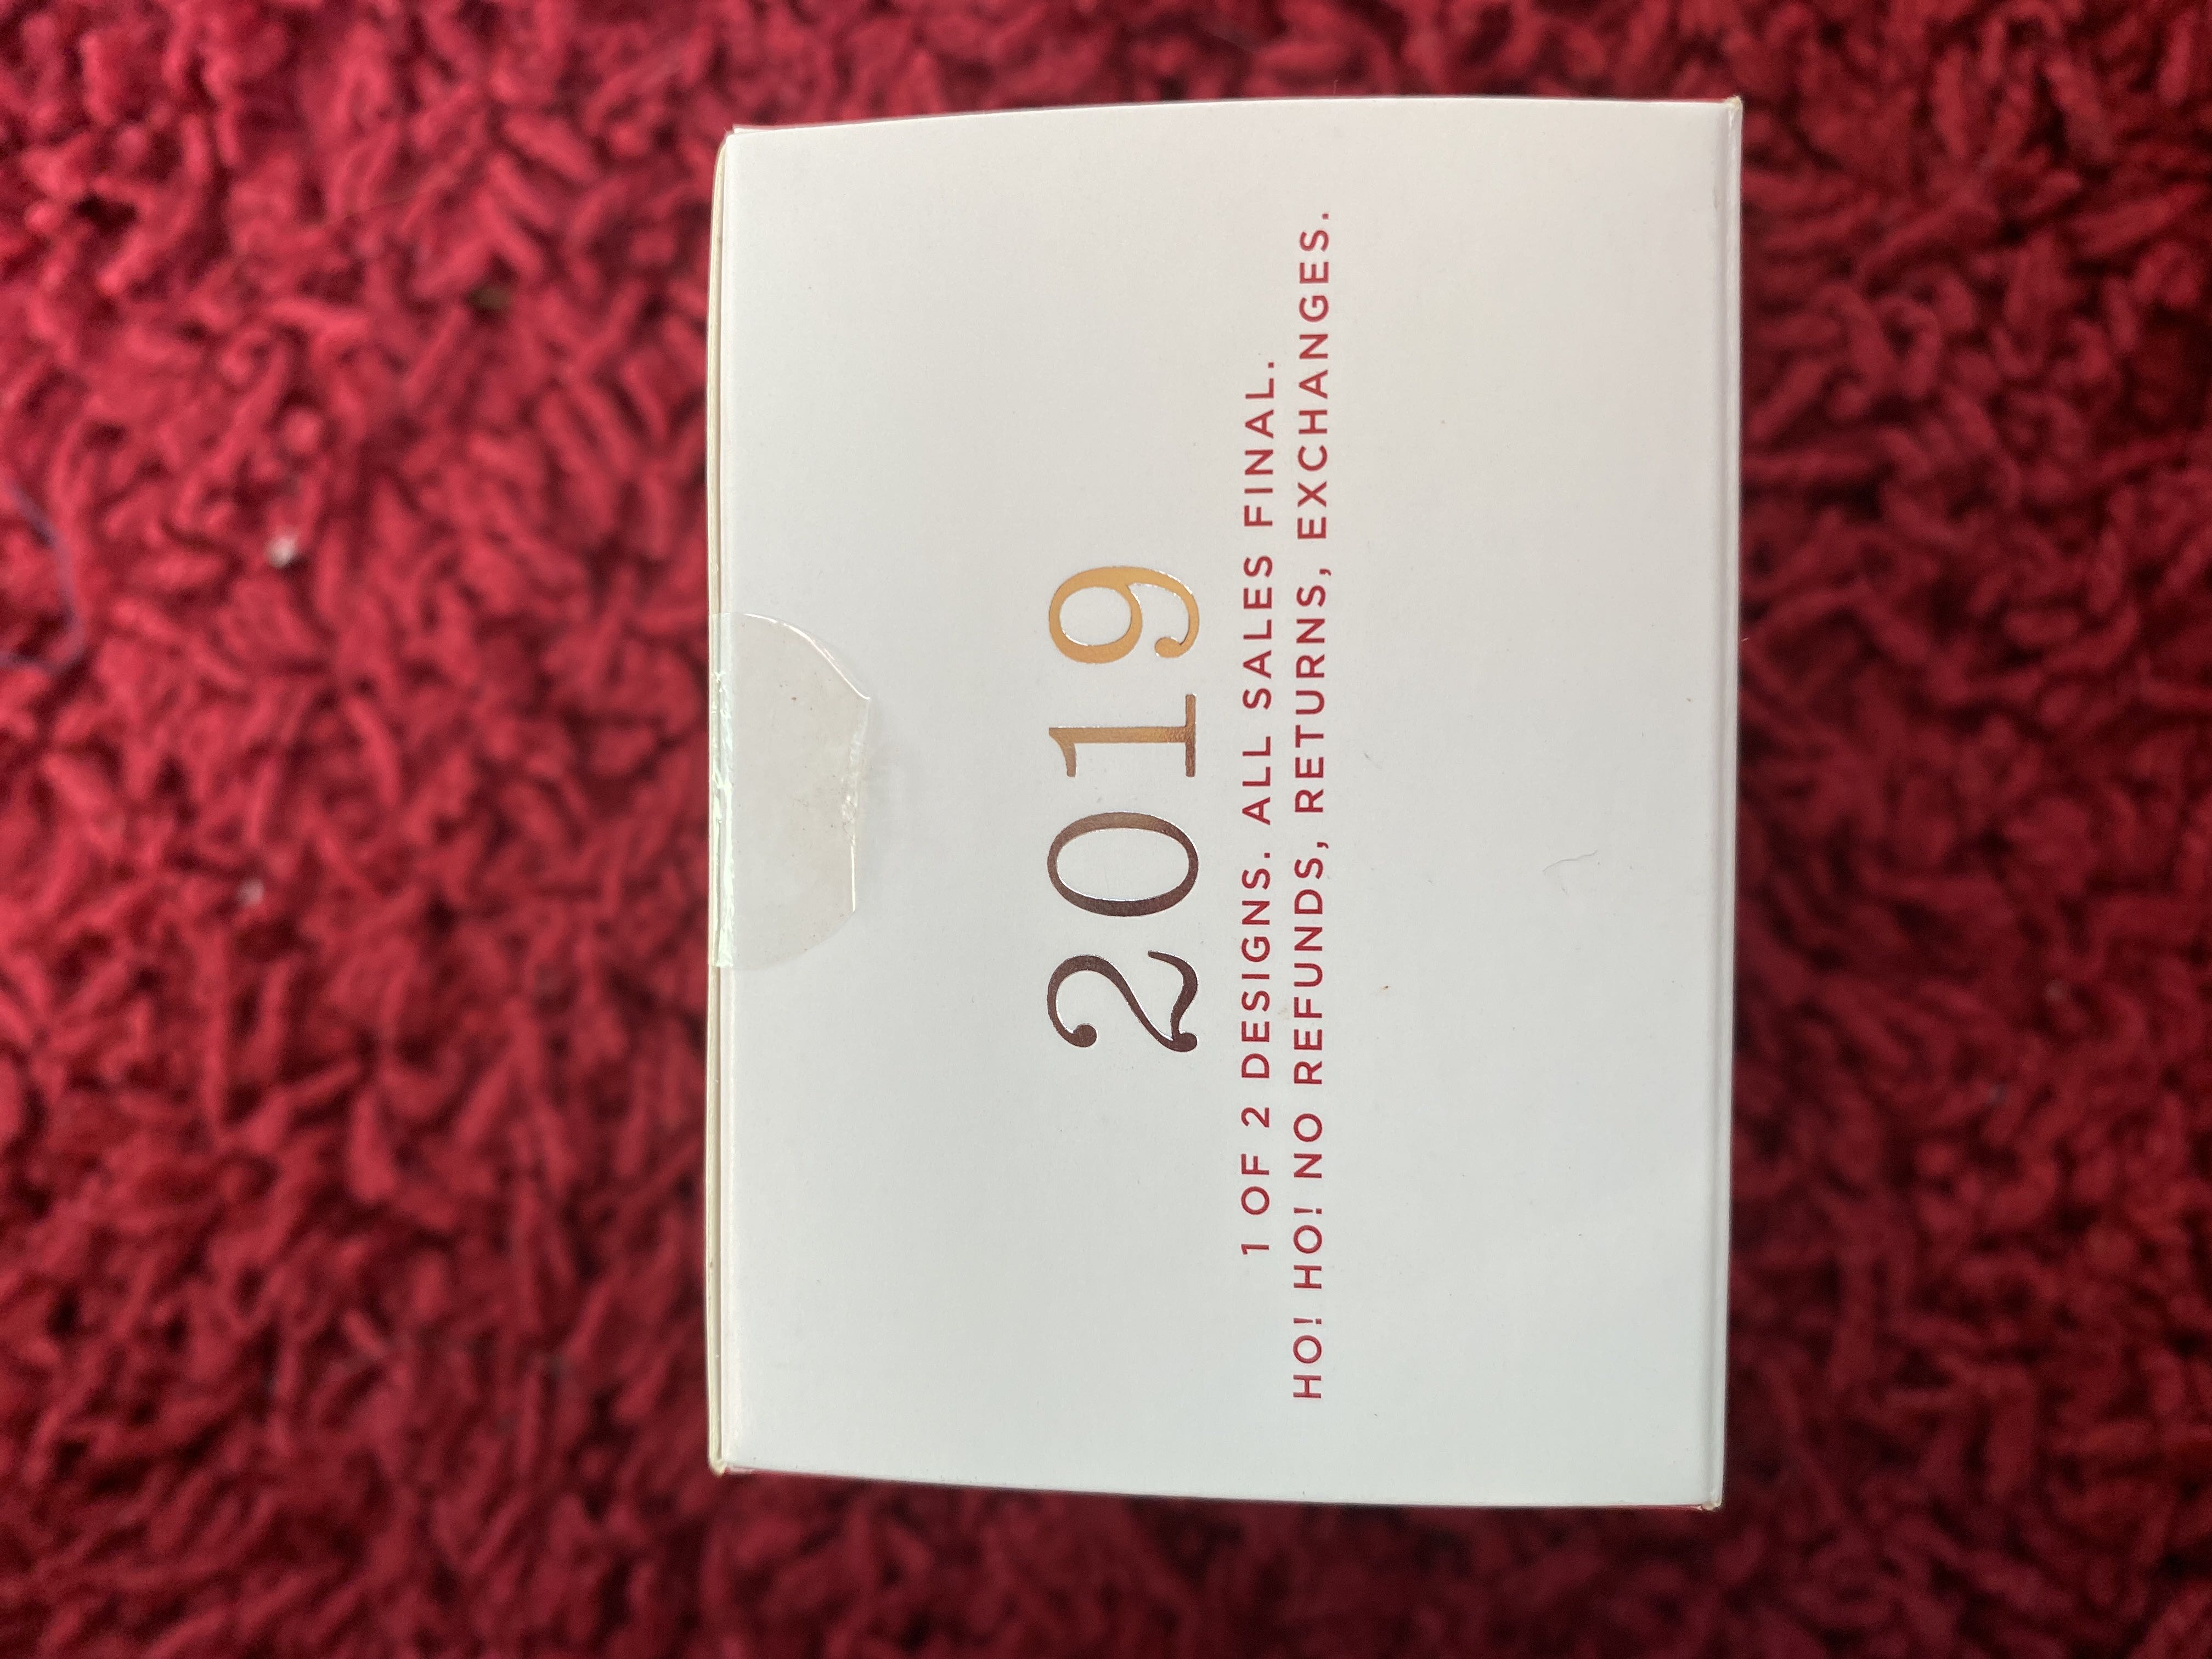 2019
1 OF 2 DESIGNS. ALL SALES FINAL.
HO! HO! NO REFUNDS, RETURNS, EXCHANGES.